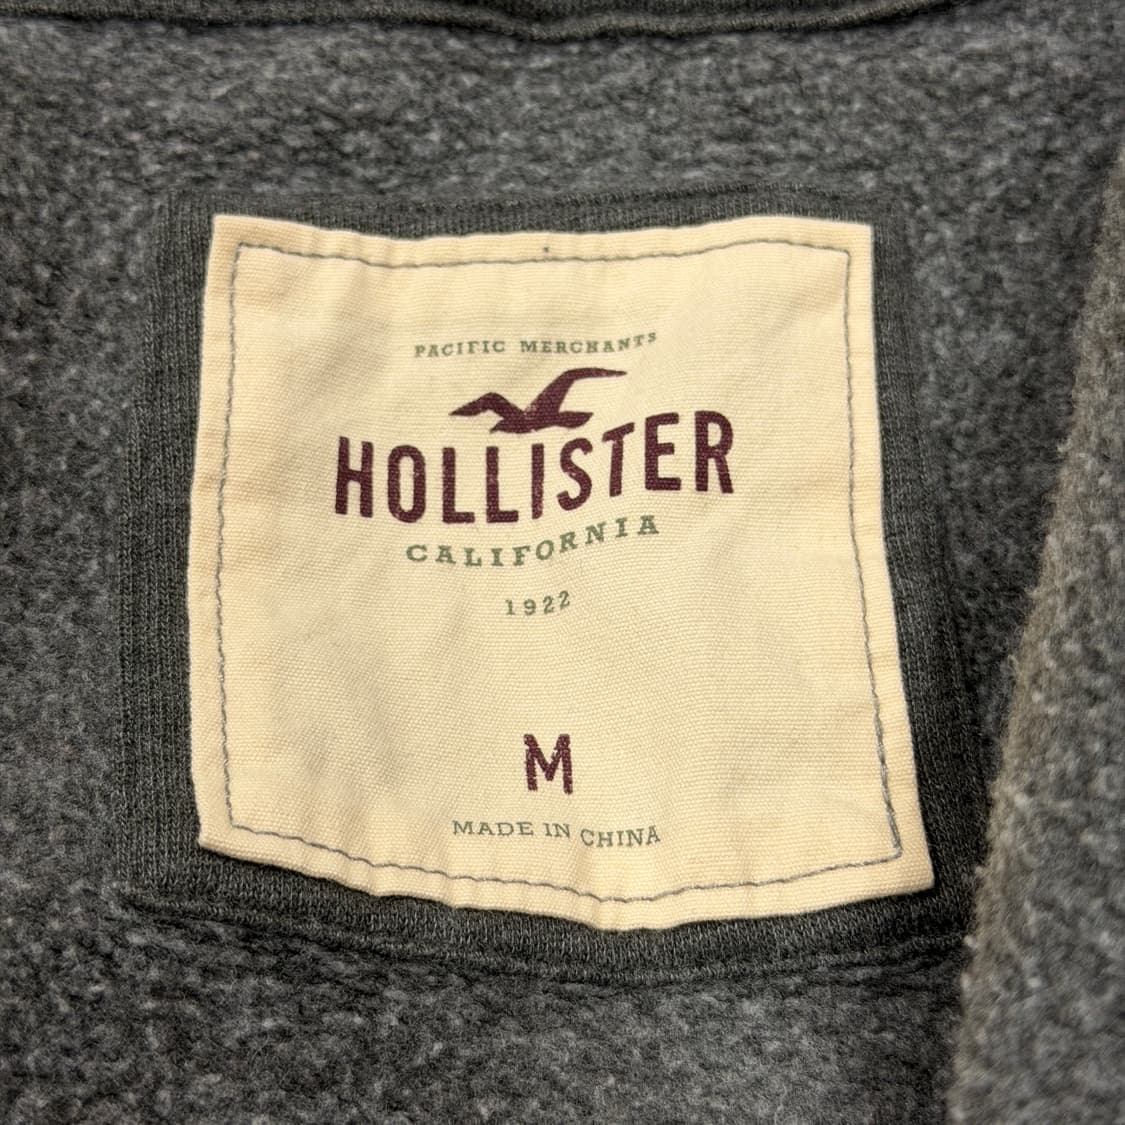 PACIFIC MERCHANTS
HOLLISTER
CALIFORNIA
1922
M
MADE IN CHINA